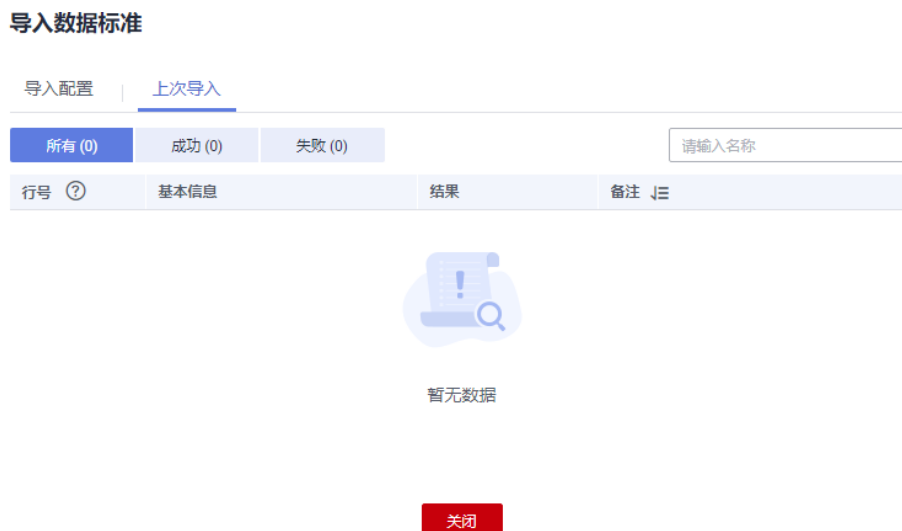 导入数据标准
导入配置 上次导入
所有 (0) 成功 (0) 失败 (0) 请输入名称
行号 ? 基本信息 结果 备注
暂无数据
关闭